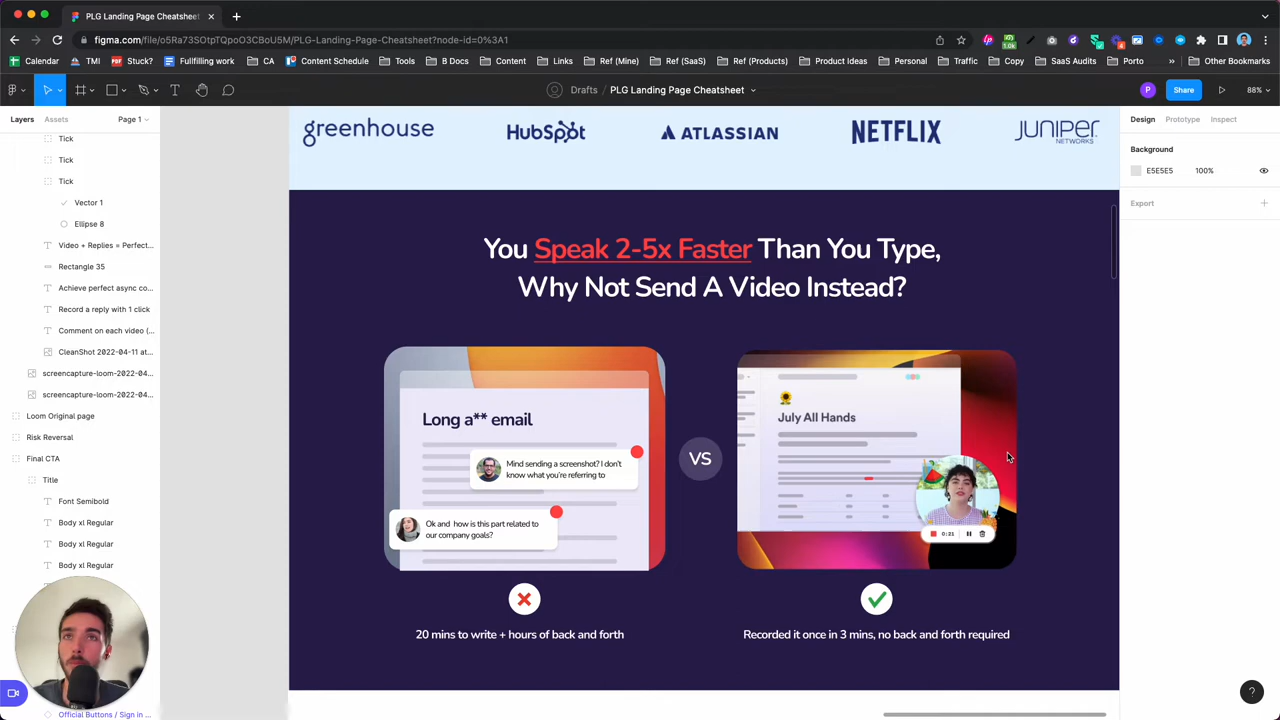 PLG Landing Page Cheatsheet
figma.com/file/o5Ra73SOtpTQpoO3CBoU5M/PLG-Landing-Page-Cheatsheet?node-id=0%3A1
1.0k
4
Calendar
TMI
PDF Stuck?
Fullfilling work
CA
Content Schedule
Tools
B Docs
Content
Links
Ref (Mine)
Ref (SaaS)
Ref (Products)
Product Ideas
Personal
Traffic
Copy
SaaS Audits
Other Bookmarks
Drafts / PLG Landing Page Cheatsheet
P
Share
88%
Layers
Assets
Page 1
Tick
Tick
Tick
Vector 1
Ellipse 8
Video + Replies = Perfect...
Rectangle 35
Achieve perfect async co...
Record a reply with 1 click
Comment on each video (...
CleanShot 2022-04-11 at...
screencapture-loom-2022-04...
screencapture-loom-2022-04...
Loom Original page
Risk Reversal
Final CTA
Title
Font Semibold
Body xl Regular
Body xl Regular
Body xl Regular
Official Buttons / Sign in ...
greenhouse
HubSpot
ATLASSIAN
NETFLIX
JUNIPER
NETWORKS
You Speak 2-5x Faster Than You Type,
Why Not Send A Video Instead?
Long a** email
Mind sending a screenshot? I don't
know what you're referring to
Ok and how is this part related to
our company goals?
VS
July All Hands
0:21
20 mins to write + hours of back and forth
Recorded it once in 3 mins, no back and forth required
Design
Prototype
Inspect
Background
E5E5E5
100%
Export
?